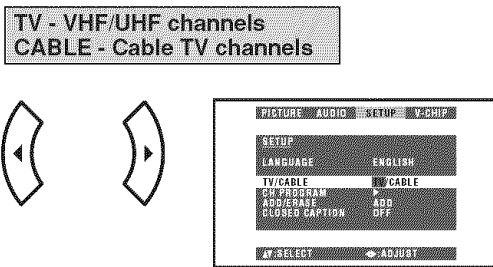 TV - VHF/UHF channels
CABLE - Cable TV channels
PICTURE AUDIO SETUP V-CHIP
SETUP
LANGUAGE ENGLISH
TV/CABLE TV/CABLE
CH PROGRAM
ADD/ERASE ADD
CLOSED CAPTION OFF
▲▼:SELECT ◀▶:ADJUST